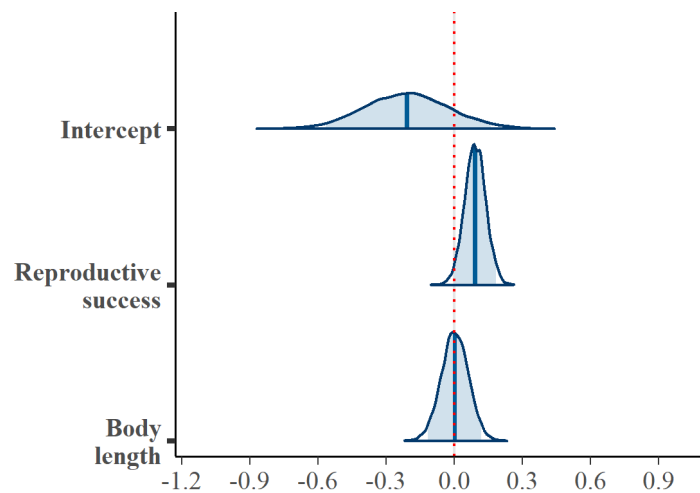 Intercept
Reproductive
success
Body
length
-1.2 -0.9 -0.6 -0.3 0.0 0.3 0.6 0.9